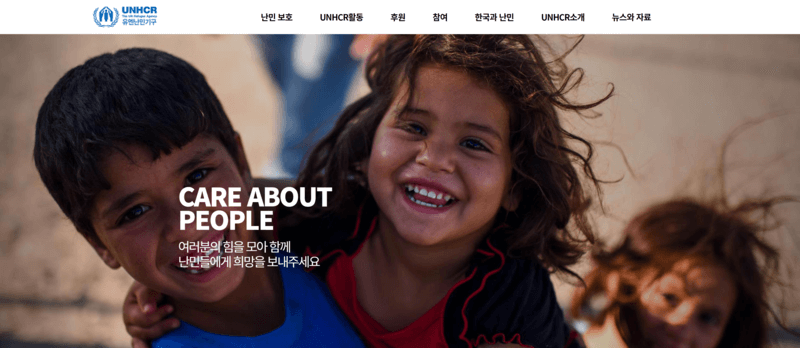 UNHCR
The UN Refugee Agency
유엔난민기구
난민 보호
UNHCR활동
후원
참여
한국과 난민
UNHCR소개
뉴스와 자료
CARE ABOUT
PEOPLE
여러분의 힘을 모아 함께
난민들에게 희망을 보내주세요